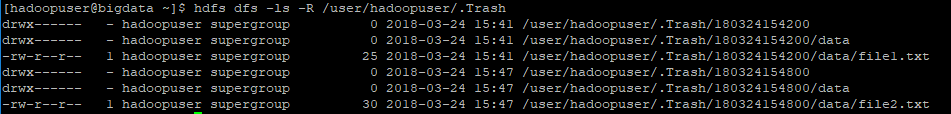 [hadoopuser@bigdata ~]$ hdfs dfs -ls -R /user/hadoopuser/.Trash
drwx------   - hadoopuser supergroup          0 2018-03-24 15:41 /user/hadoopuser/.Trash/180324154200
drwx------   - hadoopuser supergroup          0 2018-03-24 15:41 /user/hadoopuser/.Trash/180324154200/data
-rw-r--r--   1 hadoopuser supergroup         25 2018-03-24 15:41 /user/hadoopuser/.Trash/180324154200/data/file1.txt
drwx------   - hadoopuser supergroup          0 2018-03-24 15:47 /user/hadoopuser/.Trash/180324154800
drwx------   - hadoopuser supergroup          0 2018-03-24 15:47 /user/hadoopuser/.Trash/180324154800/data
-rw-r--r--   1 hadoopuser supergroup         30 2018-03-24 15:47 /user/hadoopuser/.Trash/180324154800/data/file2.txt